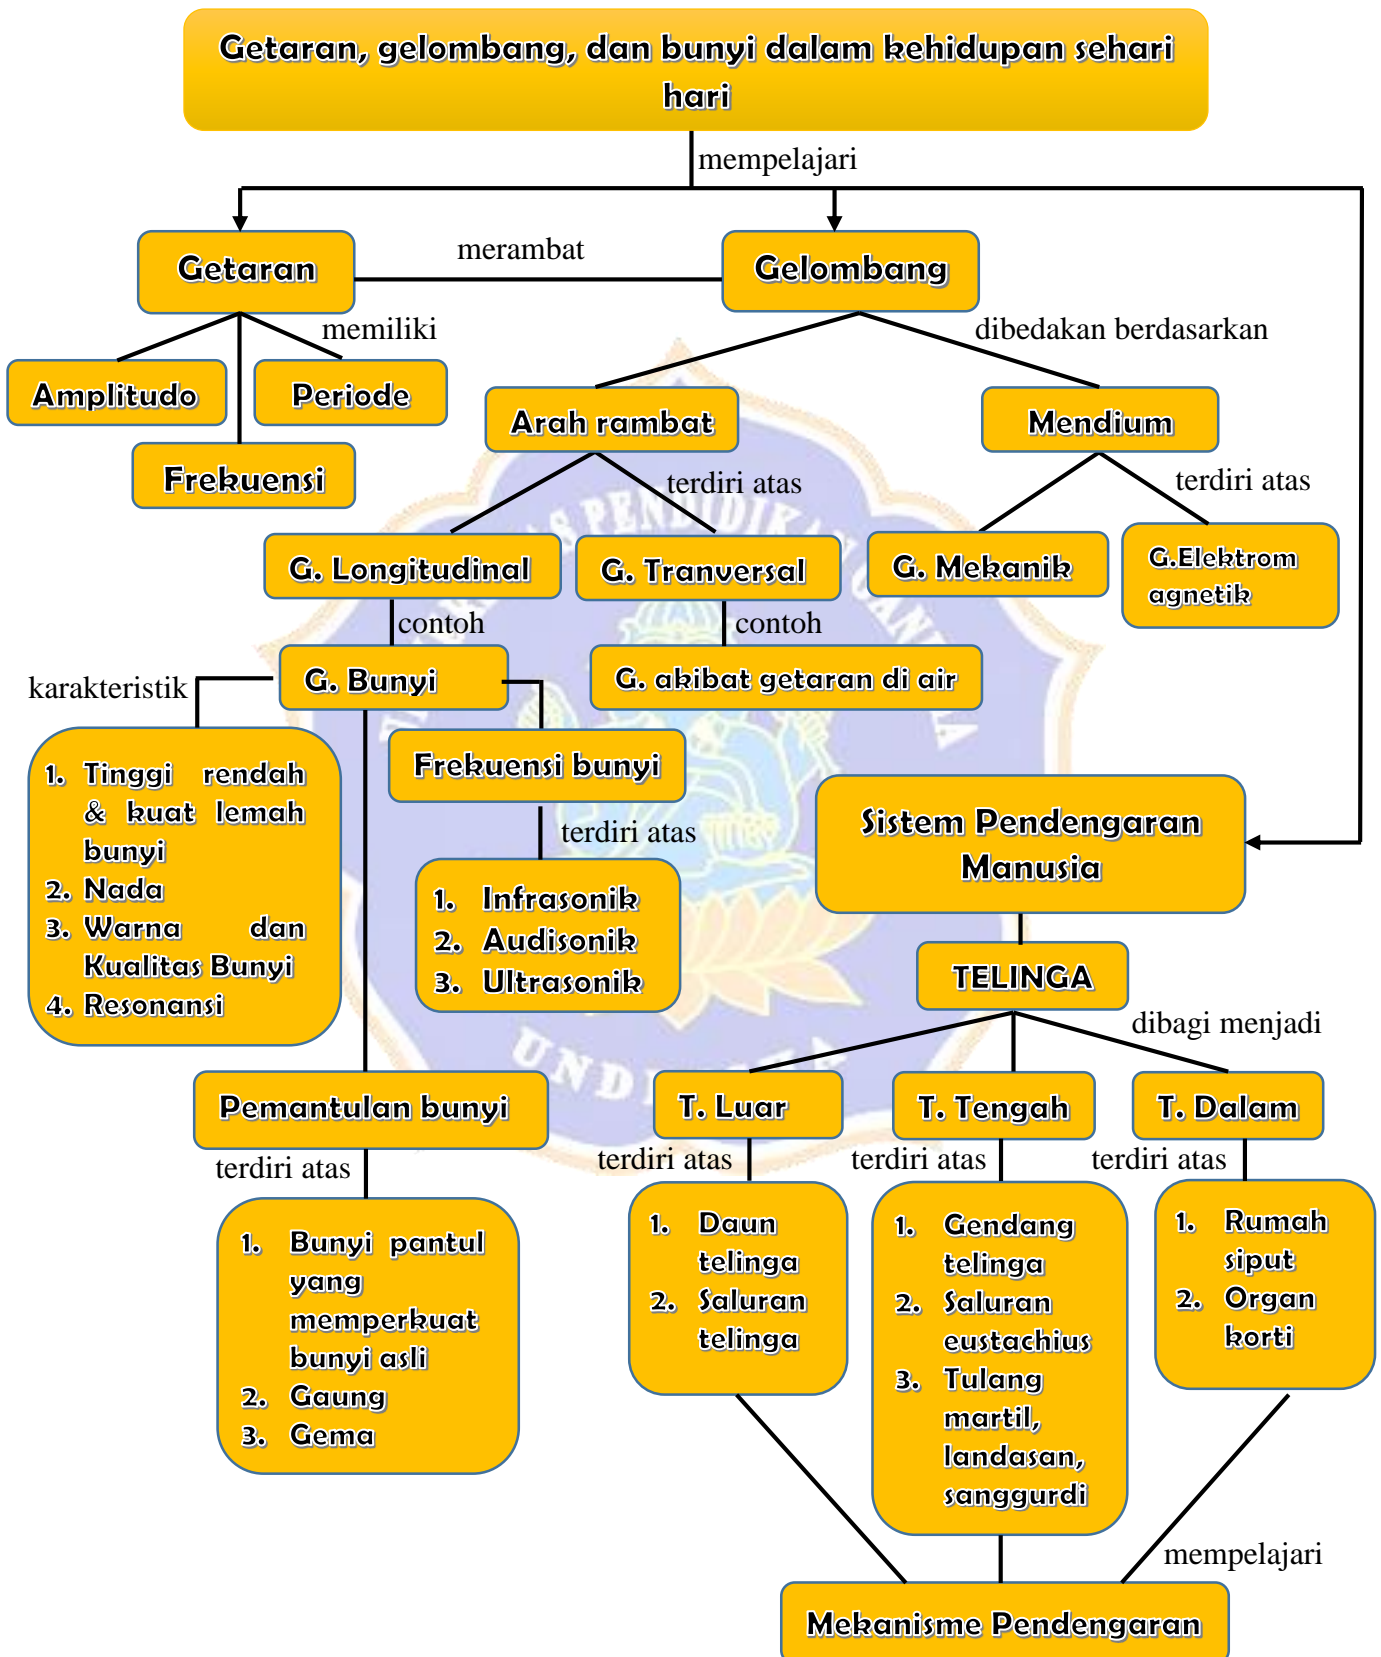 Getaran, gelombang, dan bunyi dalam kehidupan sehari
hari
mempelajari
Getaran
merambat
Gelombang
memiliki
dibedakan berdasarkan
Amplitudo
Periode
Frekuensi
Arah rambat
Mendium
terdiri atas
terdiri atas
G. Longitudinal
G. Tranversal
G. Mekanik
G.Elektrom
agnetik
contoh
contoh
G. Bunyi
G. akibat getaran di air
karakteristik
1. Tinggi rendah
& kuat lemah
bunyi
2. Nada
3. Warna dan
Kualitas Bunyi
4. Resonansi
Frekuensi bunyi
terdiri atas
1. Infrasonik
2. Audisonik
3. Ultrasonik
Sistem Pendengaran
Manusia
TELINGA
dibagi menjadi
Pemantulan bunyi
terdiri atas
1. Bunyi pantul
yang
memperkuat
bunyi asli
2. Gaung
3. Gema
T. Luar
T. Tengah
T. Dalam
terdiri atas
terdiri atas
terdiri atas
1. Daun
telinga
2. Saluran
telinga
1. Gendang
telinga
2. Saluran
eustachius
3. Tulang
martil,
landasan,
sanggurdi
1. Rumah
siput
2. Organ
korti
mempelajari
Mekanisme Pendengaran